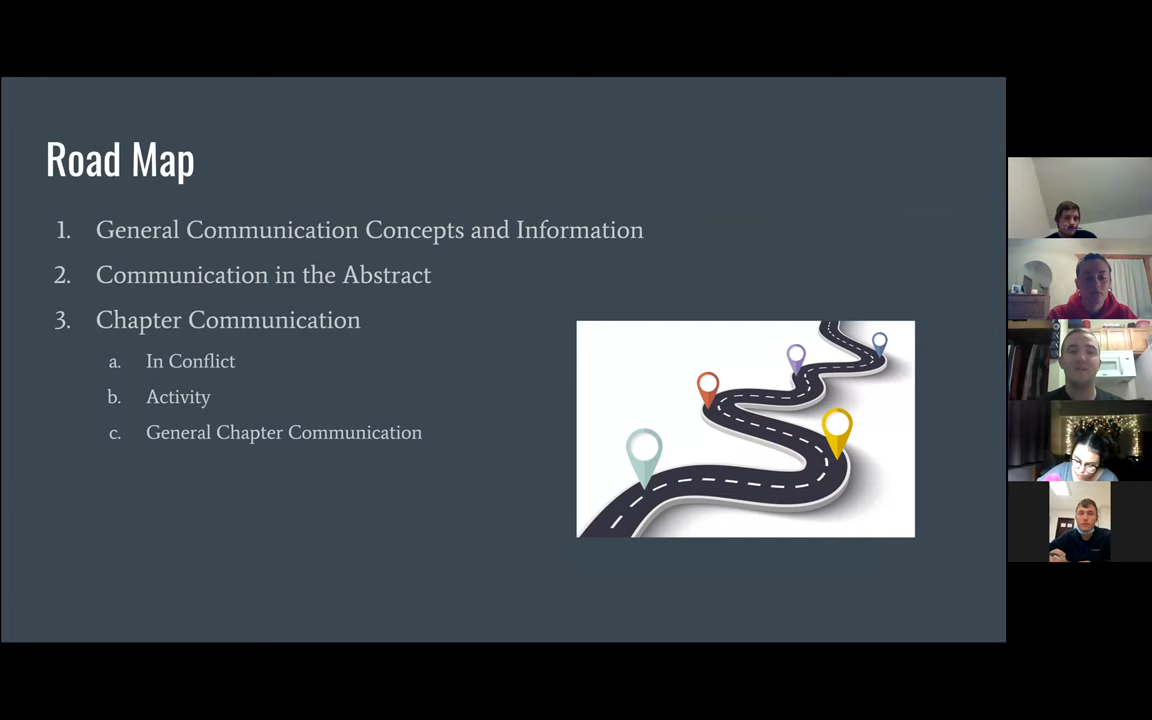 Road Map
1. General Communication Concepts and Information
2. Communication in the Abstract
3. Chapter Communication
a. In Conflict
b. Activity
c. General Chapter Communication